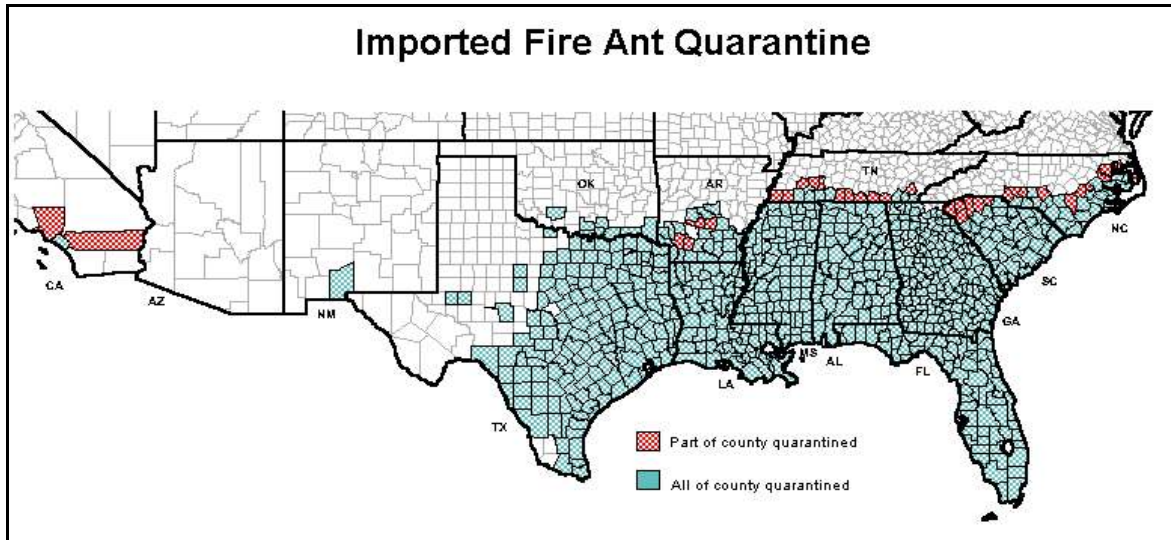 Imported Fire Ant Quarantine
OK
AR
TN
NC
CA
AZ
NM
SC
GA
MS
AL
FL
LA
TX
Part of county quarantined
All of county quarantined